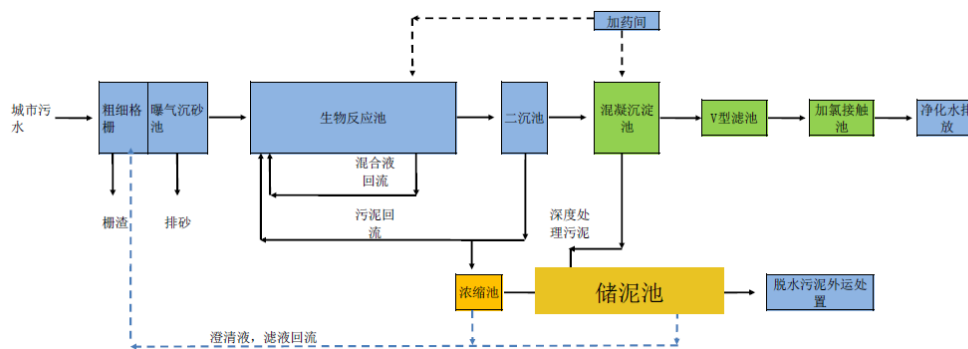 加药间
城市污
水
粗细格
栅
曝气沉砂
池
生物反应池
二沉池
混凝沉淀
池
V型滤池
加氯接触
池
净化水排
放
混合液
回流
栅渣
排砂
污泥回
流
深度处
理污泥
浓缩池
储泥池
脱水污泥外运处
置
澄清液，滤液回流